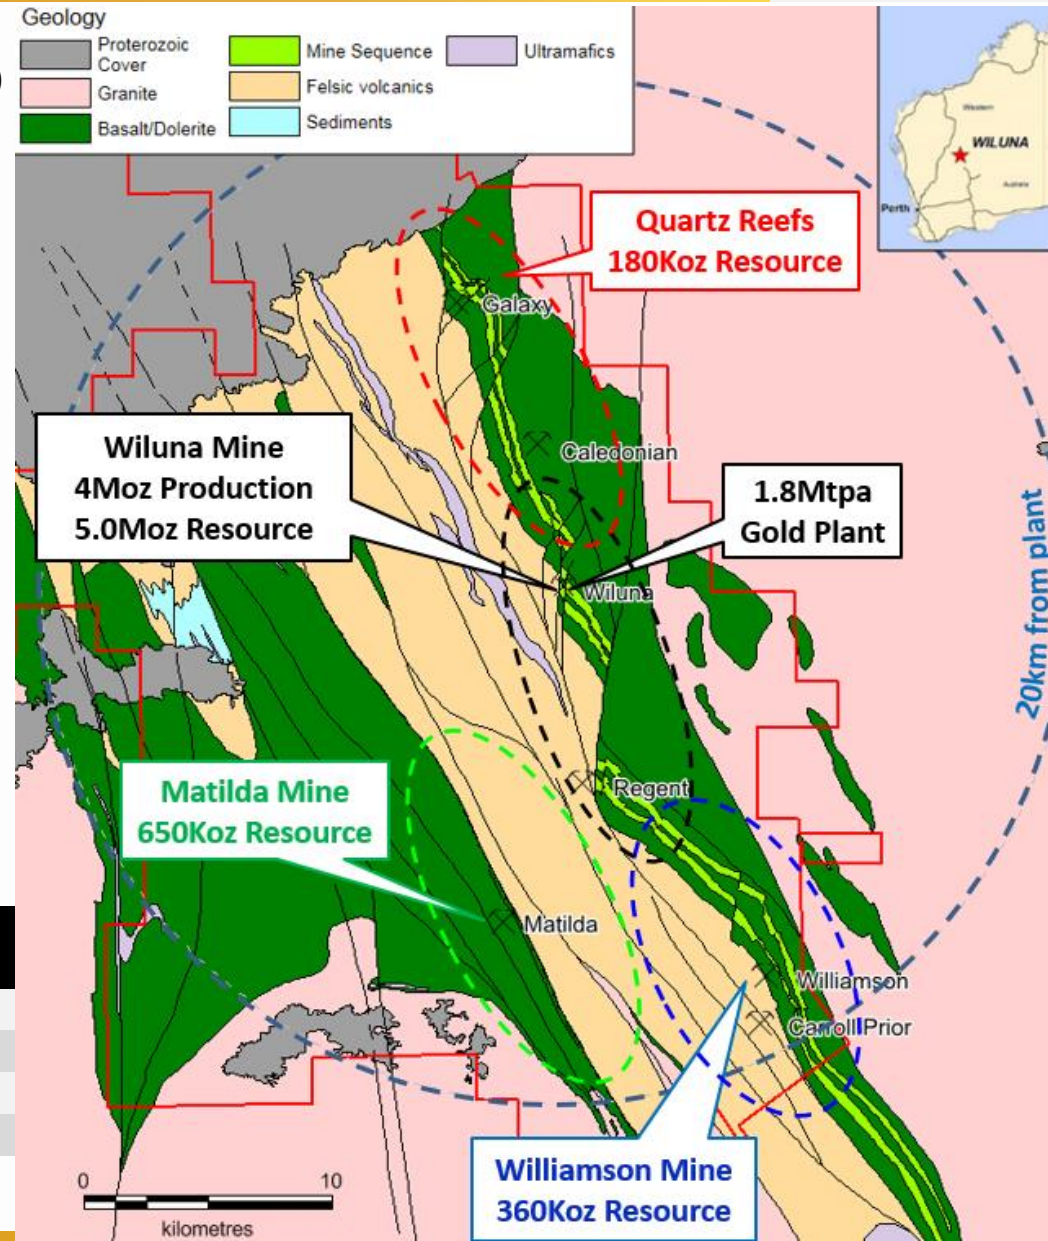 Geology
Proterozoic
Cover
Granite
Basalt/Dolerite
Mine Sequence
Felsic volcanics
Sediments
Ultramafics
Western
WILUNA
Australia
Perth
Quartz Reefs
180Koz Resource
Galaxy
Caledonian
Wiluna Mine
4Moz Production
5.0Moz Resource
1.8Mtpa
Gold Plant
Wiluna
20km from plant
Regent
Matilda Mine
650Koz Resource
Matilda
Williamson
Carroll Prior
Williamson Mine
360Koz Resource
0 10
kilometres